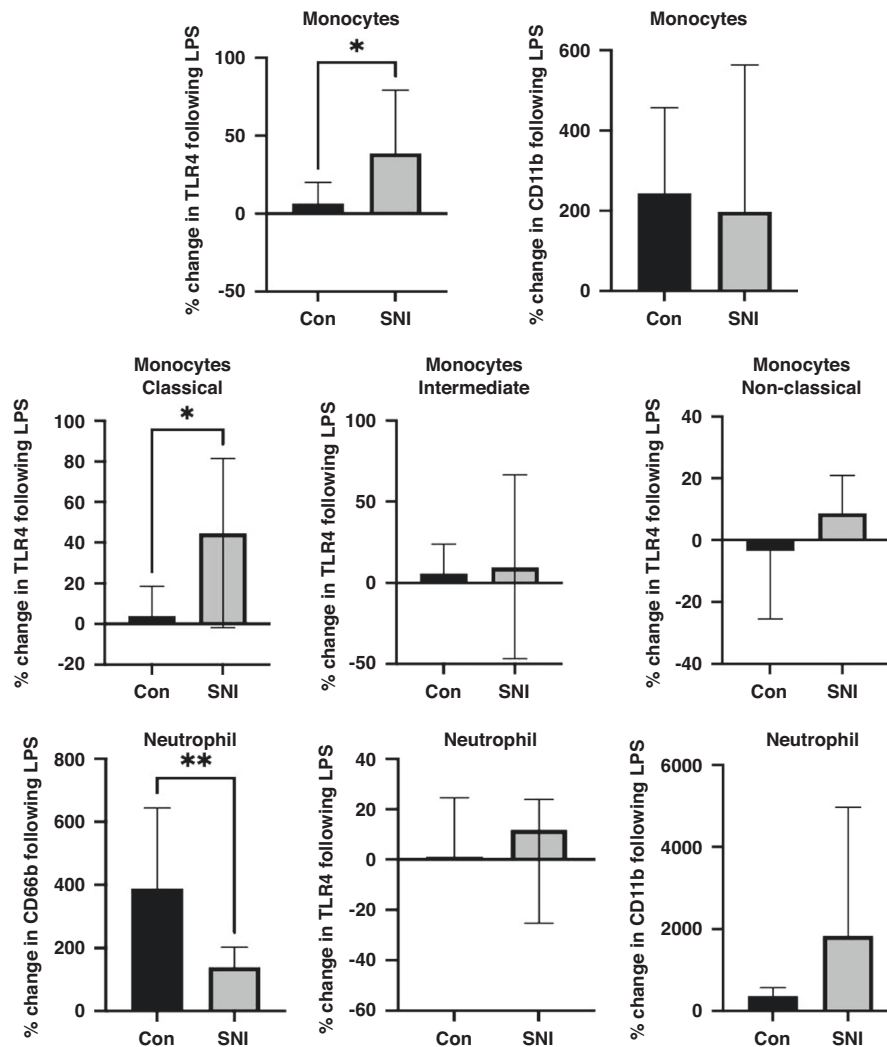 Monocytes
% change in TLR4 following LPS
100
50
0
-50
*
Con
SNI
Monocytes
% change in CD11b following LPS
600
400
200
0
Con
SNI
Monocytes
Classical
% change in TLR4 following LPS
100
80
60
40
20
0
-20
*
Con
SNI
Monocytes
Intermediate
% change in TLR4 following LPS
100
50
0
-50
Con
SNI
Monocytes
Non-classical
% change in TLR4 following LPS
40
20
0
-20
-40
Con
SNI
Neutrophil
% change in CD66b following LPS
800
600
400
200
0
**
Con
SNI
Neutrophil
% change in TLR4 following LPS
40
20
0
-20
-40
-60
Con
SNI
Neutrophil
% change in CD11b following LPS
6000
4000
2000
0
Con
SNI